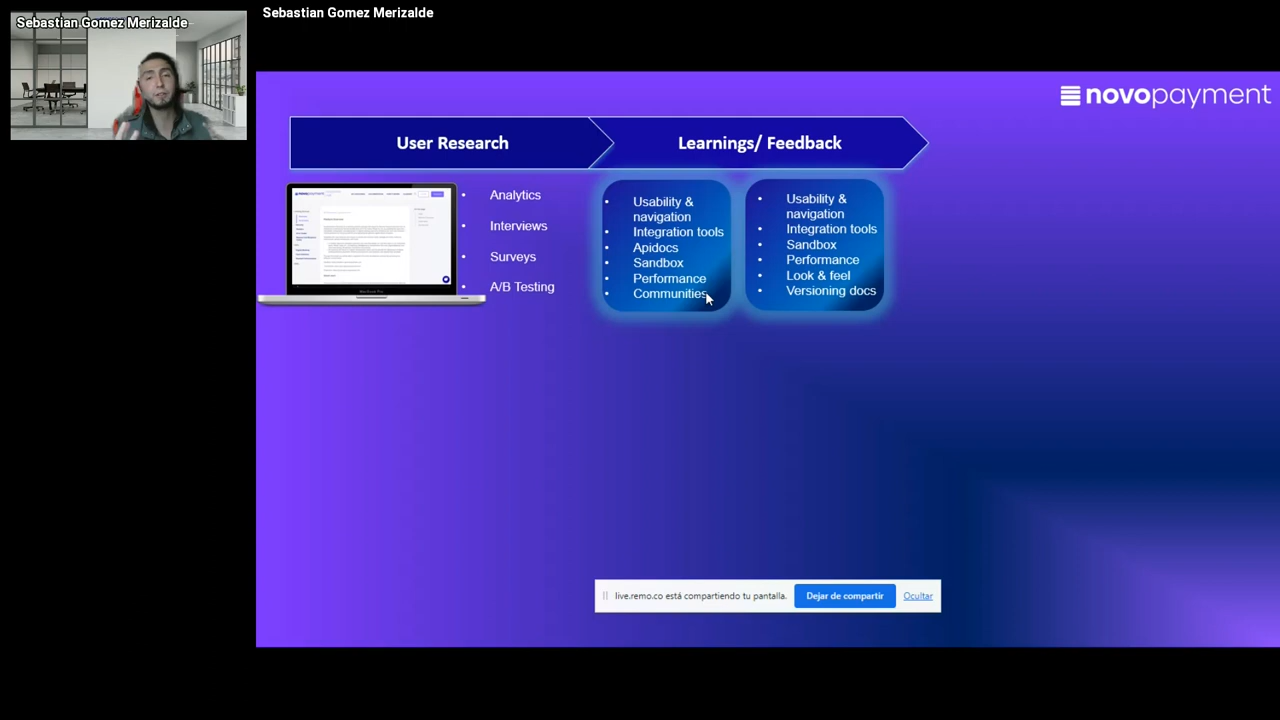 Sebastian Gomez Merizalde
Sebastian Gomez Merizalde
novopayment
User Research
Learnings/ Feedback
• Analytics
• Interviews
• Surveys
• A/B Testing
• Usability &
navigation
• Integration tools
• Apidocs
• Sandbox
• Performance
• Communities
• Usability &
navigation
• Integration tools
• Sandbox
• Performance
• Look & feel
• Versioning docs
live.remo.co está compartiendo tu pantalla.
Dejar de compartir
Ocultar